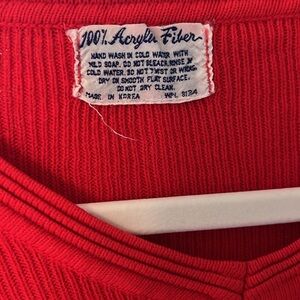 100% Acrylic Fiber
HAND WASH IN COLD WATER WITH
MILD SOAP. DO NOT BLEACH. RINSE IN
COLD WATER. DO NOT TWIST OR WRING.
DRY ON SMOOTH FLAT SURFACE.
DO NOT DRY CLEAN.
MADE IN KOREA WPL 8124